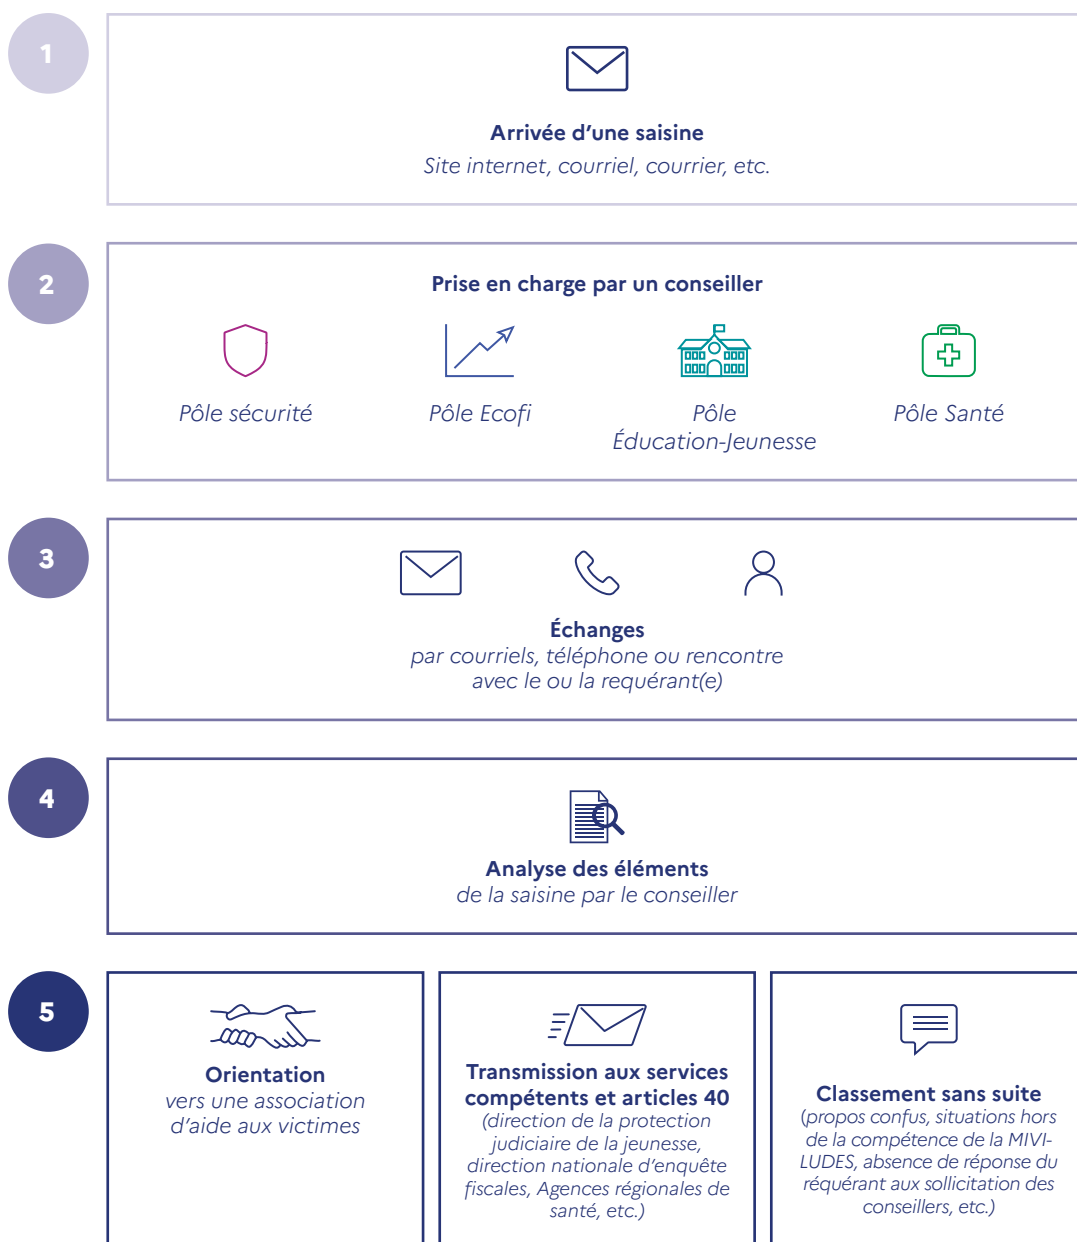 1
Arrivée d'une saisine
Site internet, courriel, courrier, etc.
2
Prise en charge par un conseiller
Pôle sécurité
Pôle Ecofi
Pôle
Éducation-Jeunesse
Pôle Santé
3
Échanges
par courriels, téléphone ou rencontre
avec le ou la requérant(e)
4
Analyse des éléments
de la saisine par le conseiller
5
Orientation
vers une association
d'aide aux victimes
Transmission aux services
compétents et articles 40
(direction de la protection
judiciaire de la jeunesse,
direction nationale d'enquête
fiscales, Agences régionales de
santé, etc.)
Classement sans suite
(propos confus, situations hors
de la compétence de la MIVI-
LUDES, absence de réponse du
réquérant aux sollicitation des
conseillers, etc.)